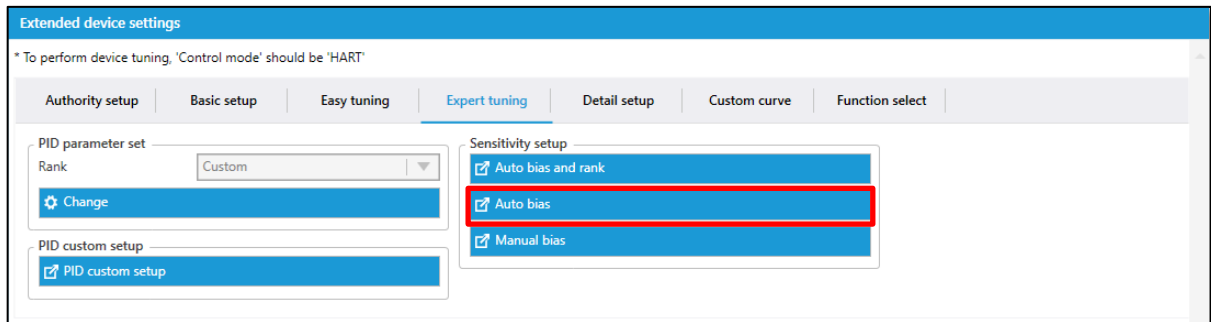 Extended device settings
* To perform device tuning, 'Control mode' should be 'HART'
Authority setup Basic setup Easy tuning Expert tuning Detail setup Custom curve Function select
PID parameter set
Rank Custom
Change
PID custom setup
PID custom setup
Sensitivity setup
Auto bias and rank
Auto bias
Manual bias